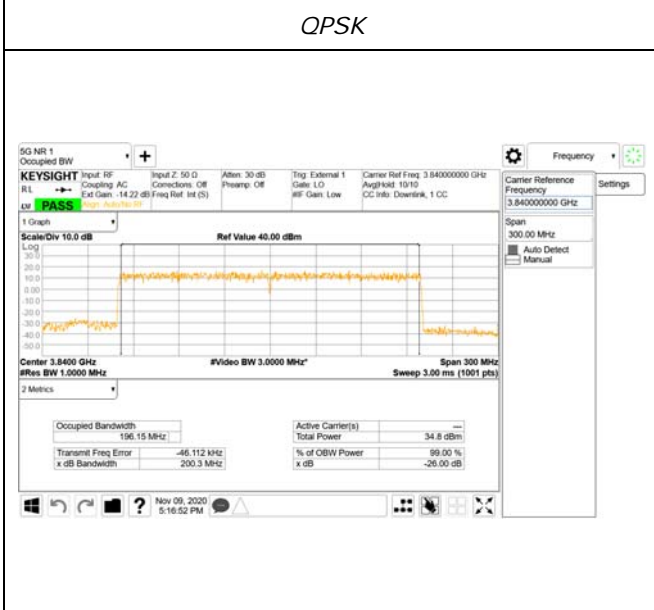 QPSK
5G NR 1
Occupied BW
+
Frequency
KEYSIGHT Input: RF Input Z: 50 Ω Atten: 30 dB Trig: External 1 Carrier Ref Freq: 3.840000000 GHz
RL Coupling: AC Corrections: Off Preamp: Off Gate: LO Avg|Hold: 10/10
Ext Gain: -14.22 dB Freq Ref: Int (S) #IF Gain: Low CC Info: Downlink, 1 CC
PASS Align: Auto/No RF
Carrier Reference
Frequency
3.840000000 GHz
Settings
Span
300.00 MHz
Auto Detect
Manual
1 Graph
Scale/Div 10.0 dB Ref Value 40.00 dBm
Log
30.0
20.0
10.0
0.00
-10.0
-20.0
-30.0
-40.0
-50.0
Center 3.8400 GHz #Video BW 3.0000 MHz* Span 300 MHz
#Res BW 1.0000 MHz Sweep 3.00 ms (1001 pts)
2 Metrics
Occupied Bandwidth Active Carrier(s) ---
196.15 MHz Total Power 34.8 dBm
Transmit Freq Error -46.112 kHz % of OBW Power 99.00 %
x dB Bandwidth 200.3 MHz x dB -26.00 dB
? Nov 09, 2020
5:16:52 PM